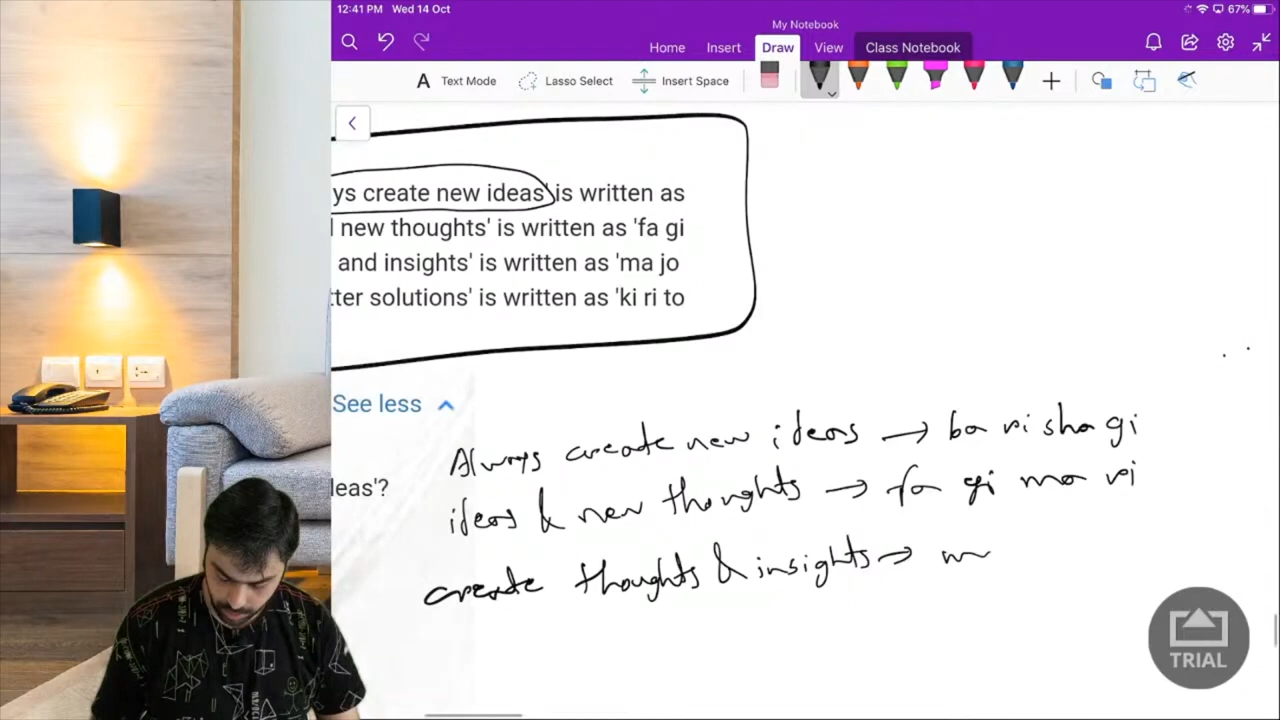 12:41 PM Wed 14 Oct 67%
My Notebook
Home Insert Draw View Class Notebook
A Text Mode Lasso Select Insert Space
ys create new ideas' is written as
new thoughts' is written as 'fa gi
and insights' is written as 'ma jo
tter solutions' is written as 'ki ri to
See less
leas'?
Always create new ideas → ba ri sha gi
ideas & new thoughts → fa gi ma ri
create thoughts & insights → m
TRIAL